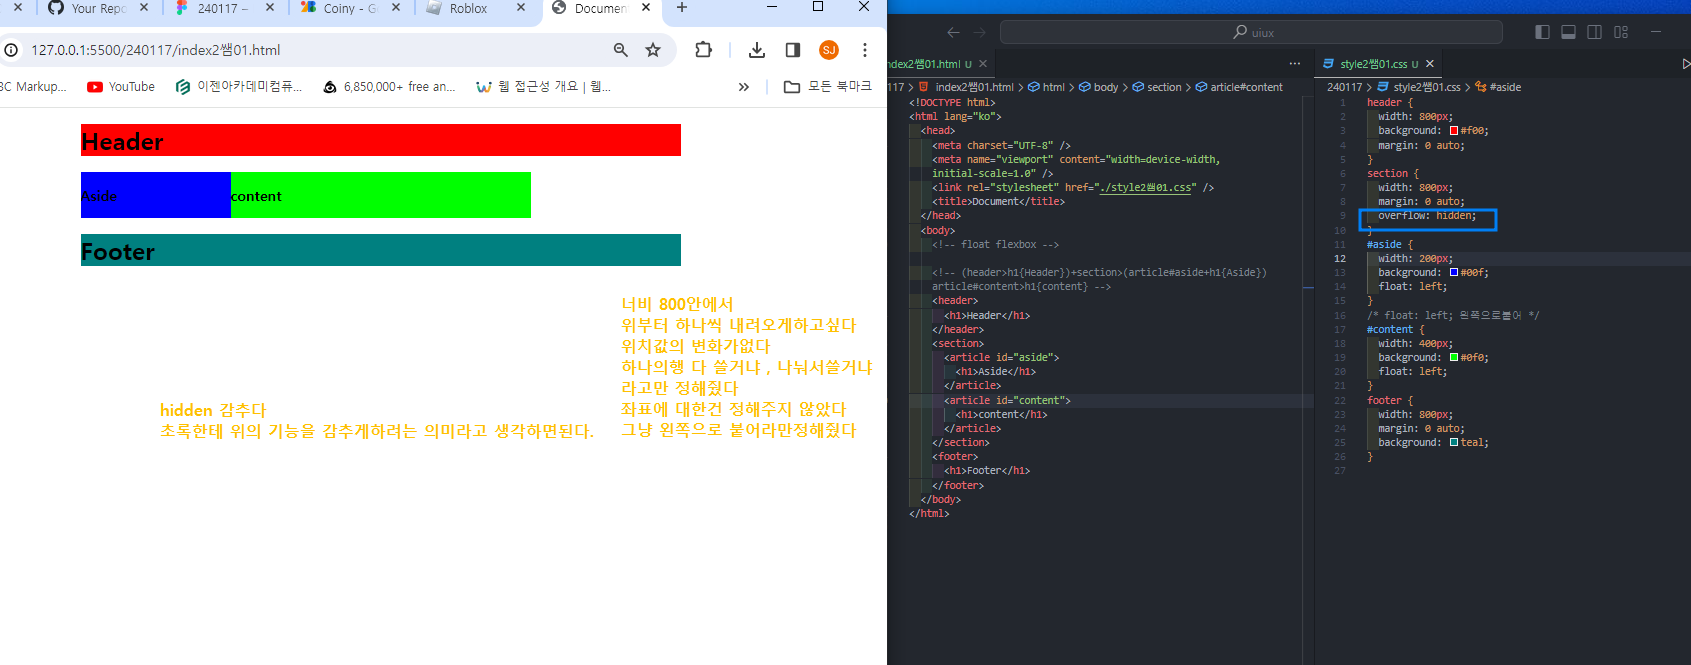 Your Repo
240117 –
Coiny - G
Roblox
Documen
127.0.0.1:5500/240117/index2쌤01.html
SJ
3C Markup...
YouTube
이젠아카데미컴퓨...
6,850,000+ free an...
웹 접근성 개요 | 웹...
모든 북마크
Header
Aside
content
Footer
너비 800안에서
위부터 하나씩 내려오게하고싶다
위치값의 변화가없다
하나의행 다 쓸거냐 , 나눠서쓸거냐
라고만 정해줬다
좌표에 대한건 정해주지 않았다
그냥 왼쪽으로 붙어라만정해줬다
hidden 감추다
초록한테 위의 기능을 감추게하려는 의미라고 생각하면된다.
uiux
ndex2쌤01.html U
117 > index2쌤01.html > html > body > section > article#content
<!DOCTYPE html>
<html lang="ko">
<head>
<meta charset="UTF-8" />
<meta name="viewport" content="width=device-width,
initial-scale=1.0" />
<link rel="stylesheet" href="./style2쌤01.css" />
<title>Document</title>
</head>
<body>
<!-- float flexbox -->
<!-- (header>h1{Header})+section>(article#aside+h1{Aside})
article#content>h1{content} -->
<header>
<h1>Header</h1>
</header>
<section>
<article id="aside">
<h1>Aside</h1>
</article>
<article id="content">
<h1>content</h1>
</article>
</section>
<footer>
<h1>Footer</h1>
</footer>
</body>
</html>
style2쌤01.css U
240117 > style2쌤01.css > #aside
1 header {
2 width: 800px;
3 background: #f00;
4 margin: 0 auto;
5 }
6 section {
7 width: 800px;
8 margin: 0 auto;
9 overflow: hidden;
10 }
11 #aside {
12 width: 200px;
13 background: #00f;
14 float: left;
15 }
16 /* float: left; 왼쪽으로붙어 */
17 #content {
18 width: 400px;
19 background: #0f0;
20 float: left;
21 }
22 footer {
23 width: 800px;
24 margin: 0 auto;
25 background: teal;
26 }
27